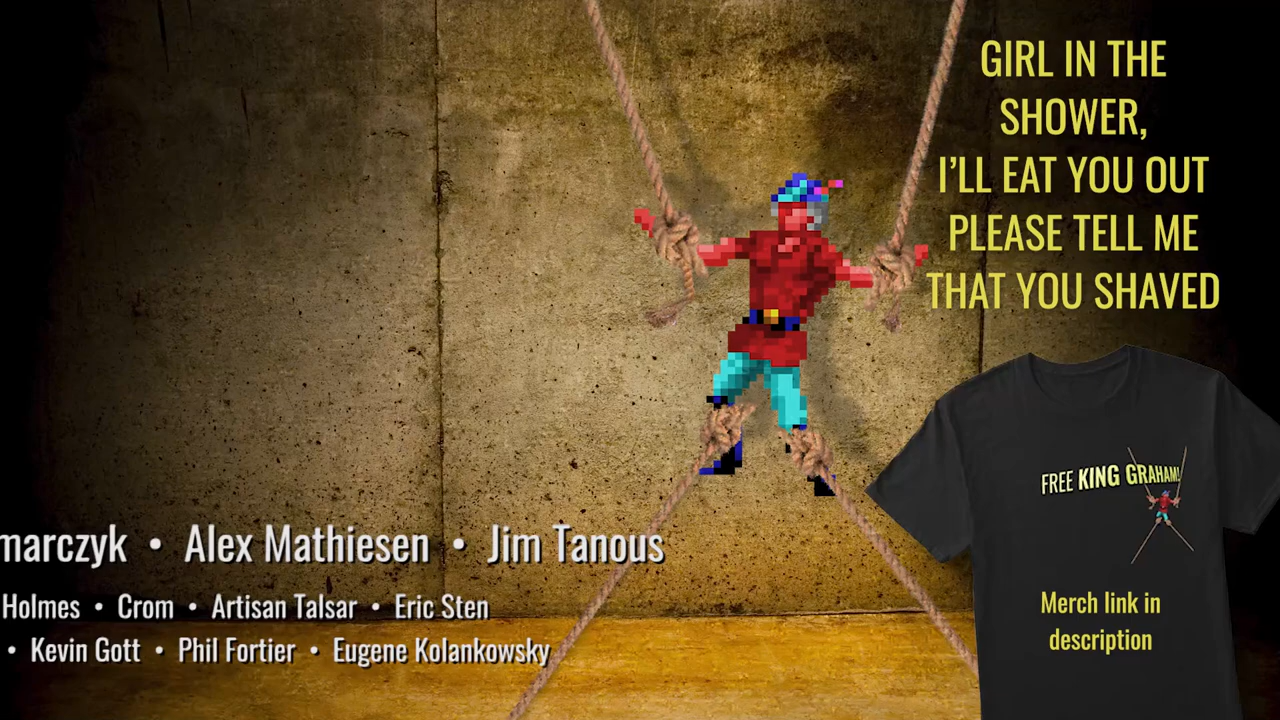 GIRL IN THE
SHOWER,
I'LL EAT YOU OUT
PLEASE TELL ME
THAT YOU SHAVED
FREE KING GRAHAM!
marczyk • Alex Mathiesen • Jim Tanous
Holmes • Crom • Artisan Talsar • Eric Sten
• Kevin Gott • Phil Fortier • Eugene Kolankowsky
Merch link in
description